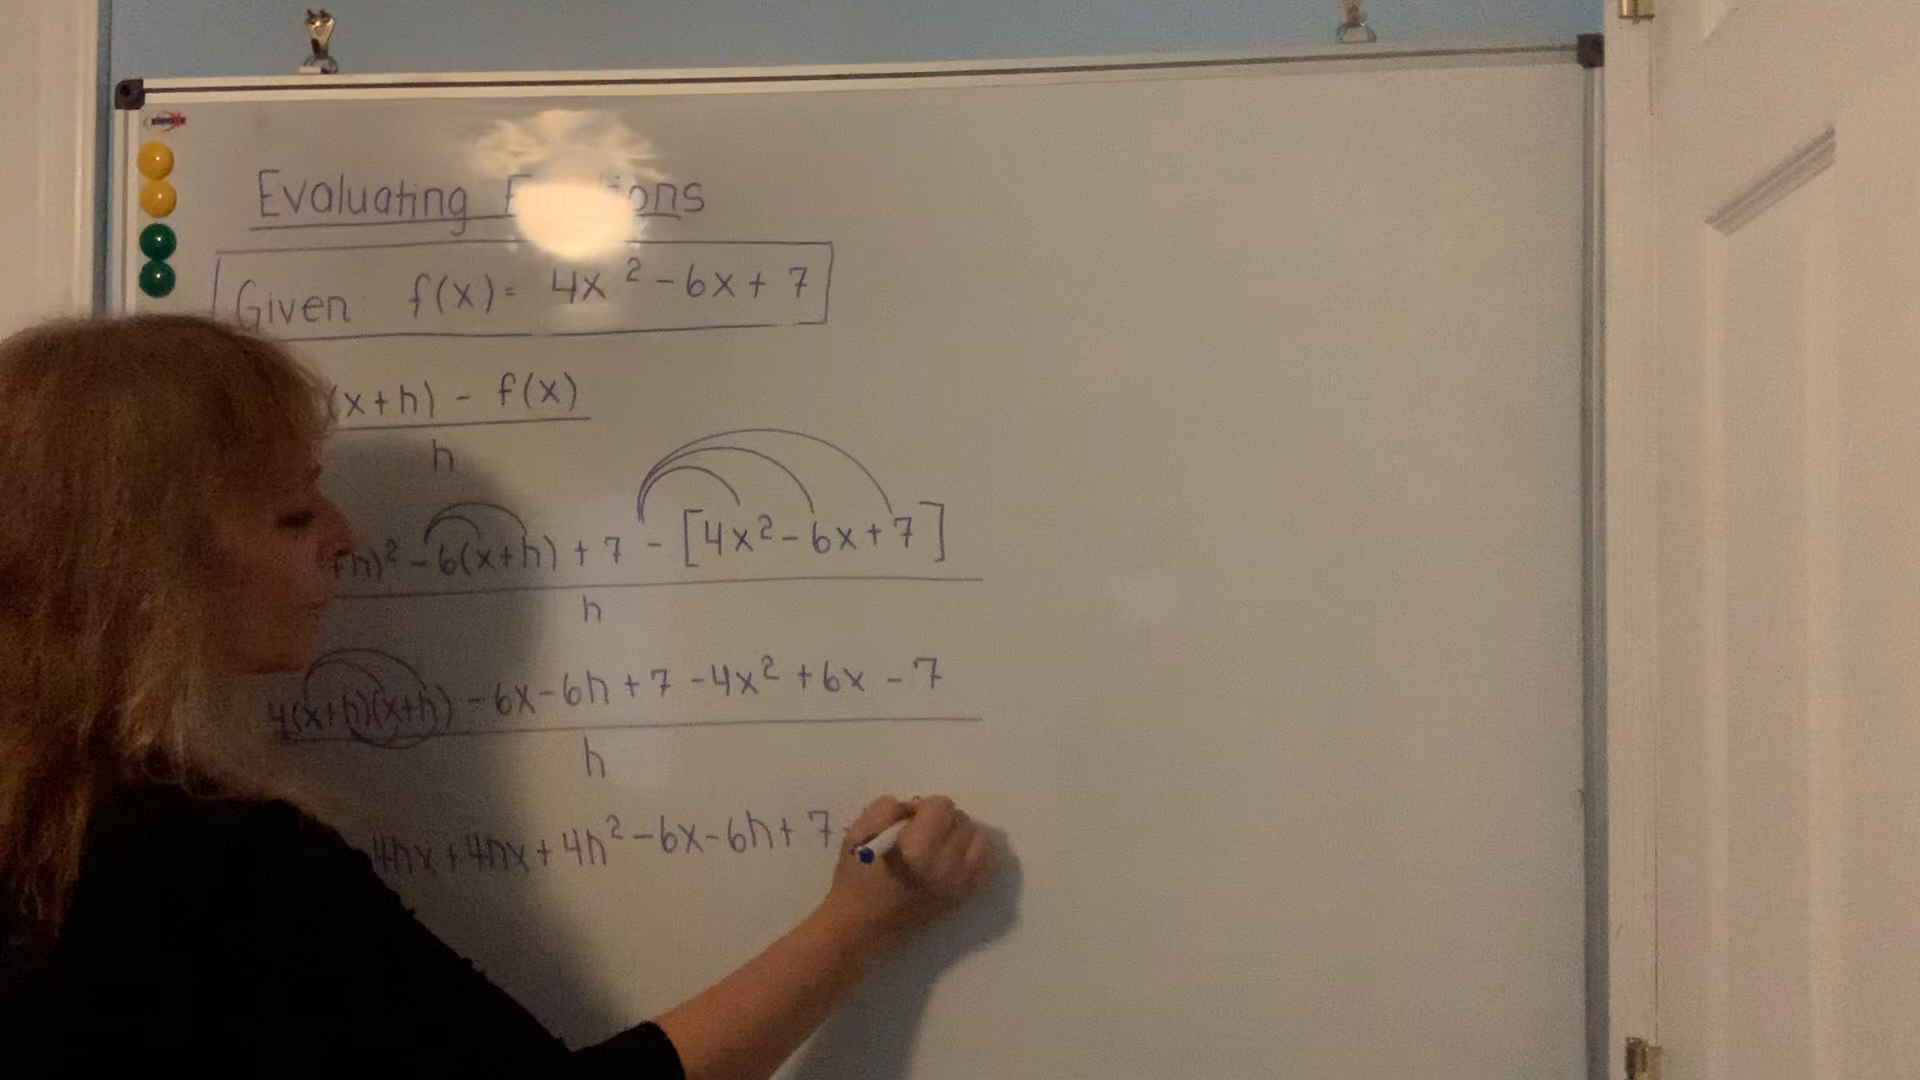 Evaluating
Given: f(x) = 4x² - 6x + 7
(x+h) - f(x)
h
+h)² - 6(x+h) + 7 - [4x² - 6x + 7]
h
4(x+h)(x+h) - 6x - 6h + 7 - 4x² + 6x - 7
h
4hx + 4hx + 4h² - 6x - 6h + 7